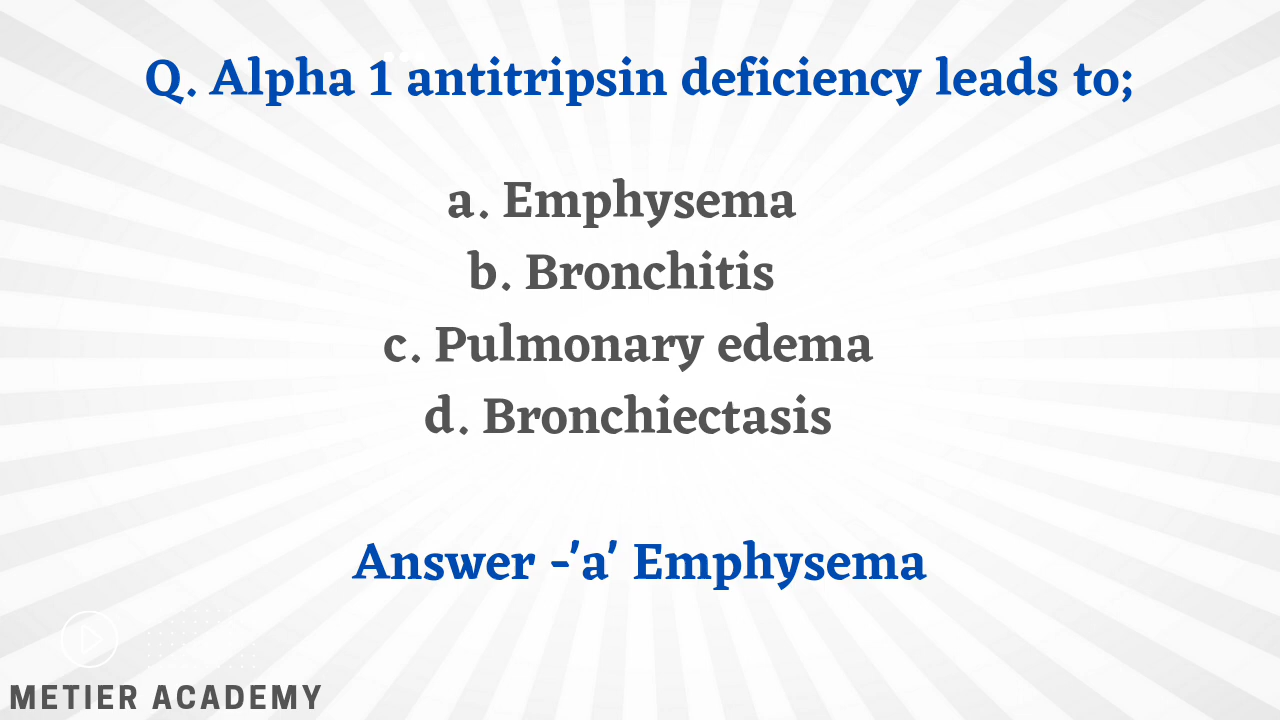 Q. Alpha 1 antitripsin deficiency leads to;
a. Emphysema
b. Bronchitis
c. Pulmonary edema
d. Bronchiectasis
Answer -'a' Emphysema
METIER ACADEMY